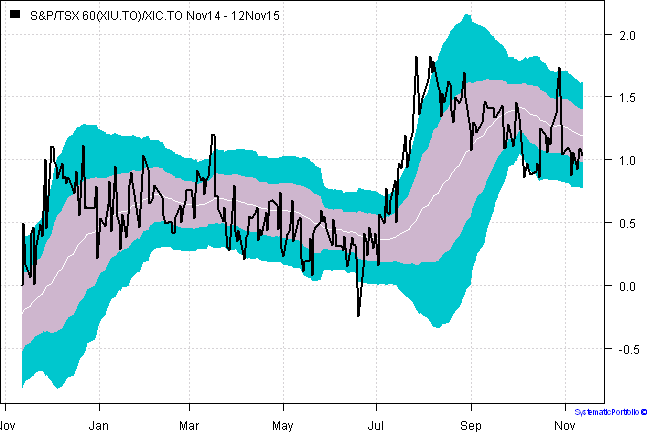 S&P/TSX 60(XIU.TO)/XIC.TO Nov14 - 12Nov15
2.0
1.5
1.0
0.5
0.0
-0.5
Nov Jan Mar May Jul Sep Nov
SystematicPortfolio ©